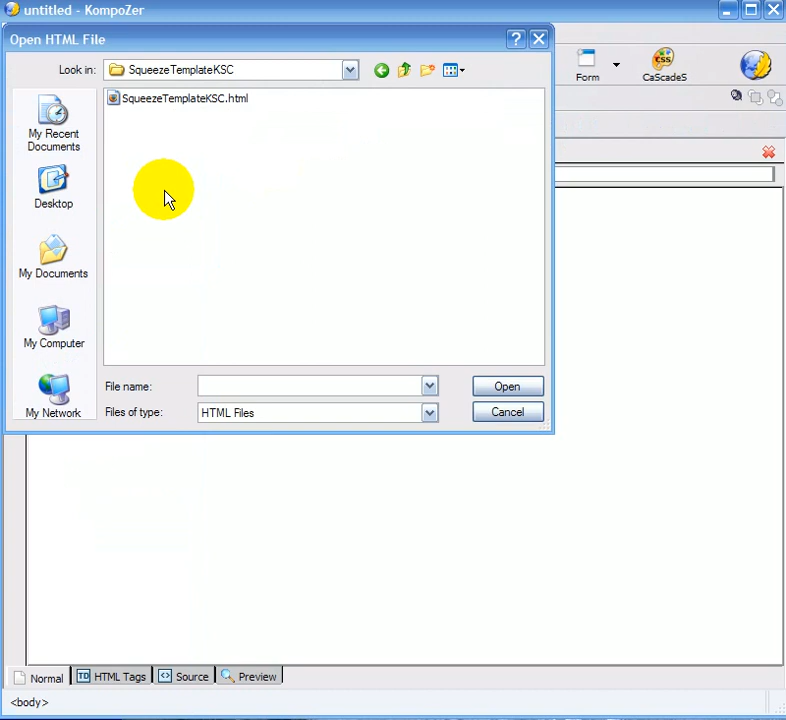 untitled - KompoZer
Open HTML File
Look in:
SqueezeTemplateKSC
Form
CaScadeS
SqueezeTemplateKSC.html
My Recent
Documents
Desktop
My Documents
My Computer
My Network
File name:
Open
Files of type:
HTML Files
Cancel
Normal
TD HTML Tags
Source
Preview
<body>